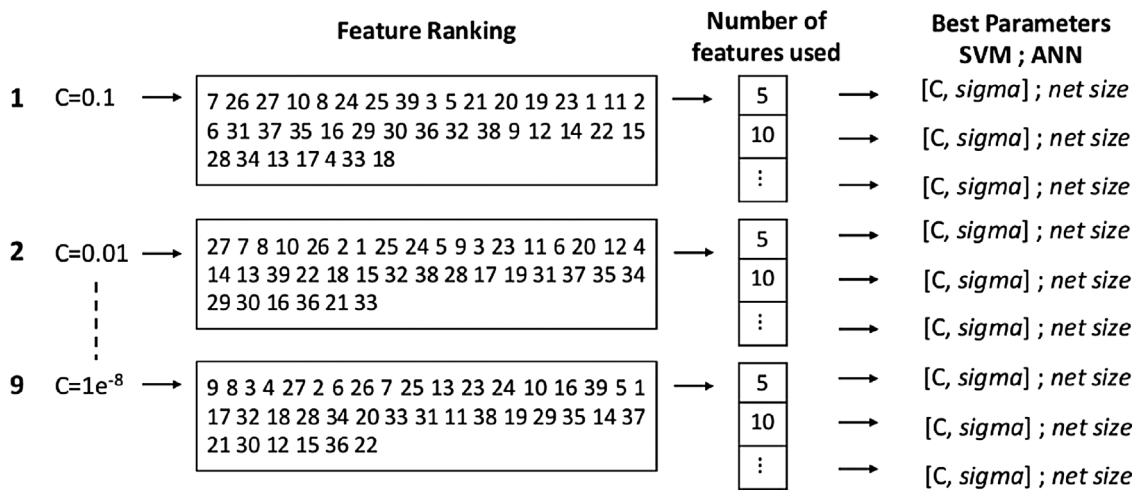 Feature Ranking
Number of
features used
Best Parameters
SVM ; ANN
1 C=0.1
7 26 27 10 8 24 25 39 3 5 21 20 19 23 1 11 2
6 31 37 35 16 29 30 36 32 38 9 12 14 22 15
28 34 13 17 4 33 18
5
10
⋮
[C, sigma] ; net size
[C, sigma] ; net size
[C, sigma] ; net size
2 C=0.01
27 7 8 10 26 2 1 25 24 5 9 3 23 11 6 20 12 4
14 13 39 22 18 15 32 38 28 17 19 31 37 35 34
29 30 16 36 21 33
5
10
⋮
[C, sigma] ; net size
[C, sigma] ; net size
[C, sigma] ; net size
9 C=1e⁻⁸
9 8 3 4 27 2 6 26 7 25 13 23 24 10 16 39 5 1
17 32 18 28 34 20 33 31 11 38 19 29 35 14 37
21 30 12 15 36 22
5
10
⋮
[C, sigma] ; net size
[C, sigma] ; net size
[C, sigma] ; net size